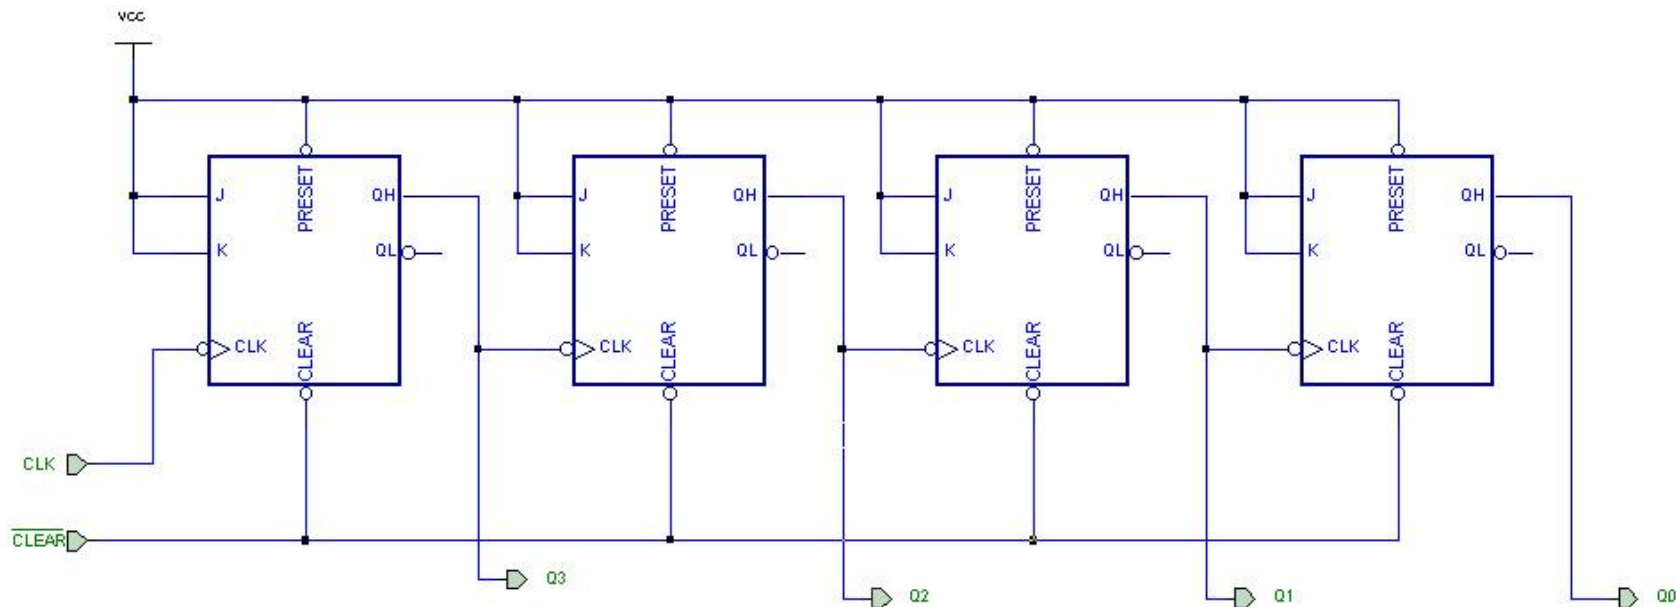 VCC
PRESET
PRESET
PRESET
PRESET
J QH
J QH
J QH
J QH
K QL
K QL
K QL
K QL
CLK CLEAR
CLK CLEAR
CLK CLEAR
CLK CLEAR
CLK
CLEAR
Q3
Q2
Q1
Q0